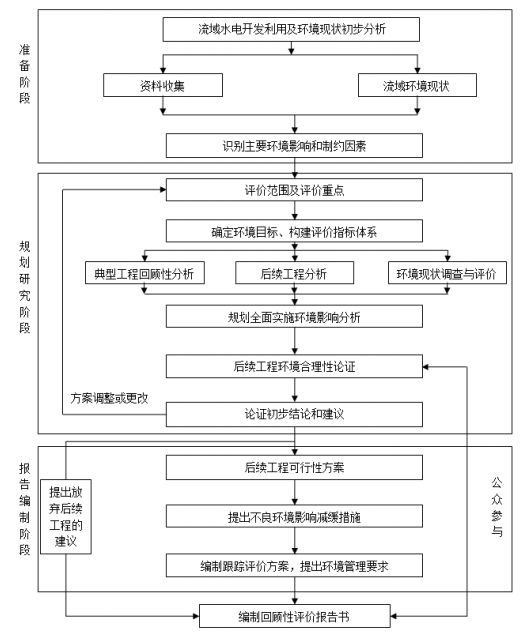 流域水电开发利用及环境现状初步分析
准备阶段
资料收集
流域环境现状
识别主要环境影响和制约因素
评价范围及评价重点
规划研究阶段
确定环境目标、构建评价指标体系
典型工程回顾性分析
后续工程分析
环境现状调查与评价
规划全面实施环境影响分析
后续工程环境合理性论证
方案调整或更改
论证初步结论和建议
报告编制阶段
后续工程可行性方案
提出放
弃后续
工程的
建议
公众参与
提出不良环境影响减缓措施
编制跟踪评价方案，提出环境管理要求
编制回顾性评价报告书